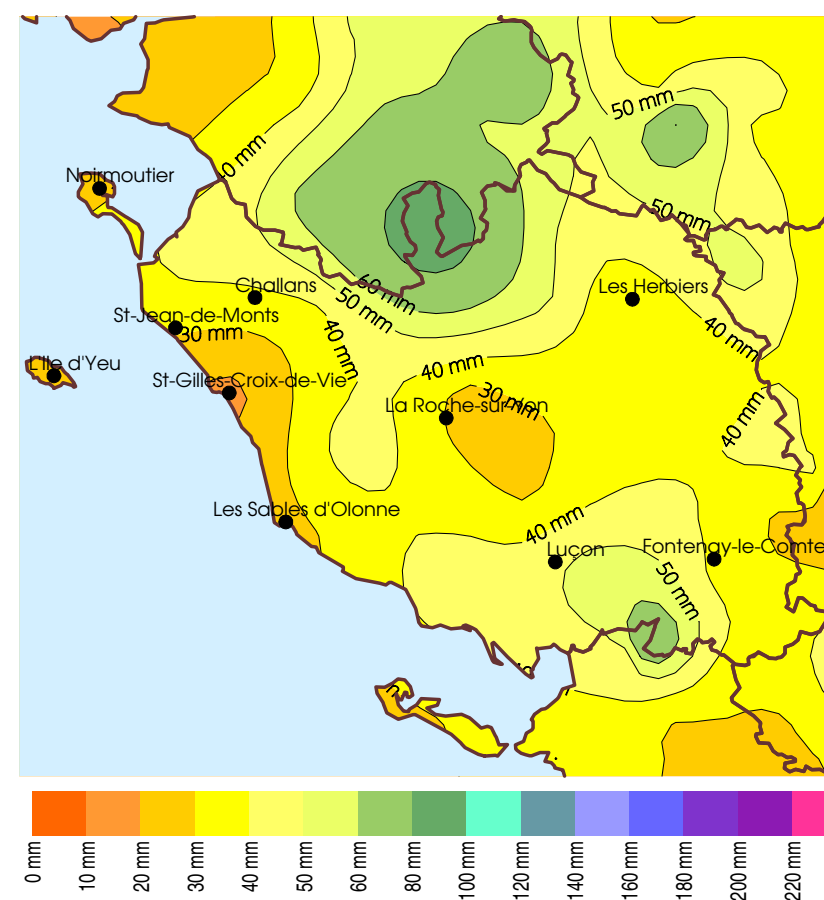 50 mm
0 mm
Noirmoutier
50 mm
Challans
60 mm
Les Herbiers
50 mm
St-Jean-de-Monts
30 mm
40 mm
40 mm
L'Ile d'Yeu
40 mm
St-Gilles-Croix-de-Vie
30 mm
La Roche-sur-Yon
40 mm
Les Sables d'Olonne
40 mm
Luçon
Fontenay-le-Comte
50 mm
0 mm
10 mm
20 mm
30 mm
40 mm
50 mm
60 mm
80 mm
100 mm
120 mm
140 mm
160 mm
180 mm
200 mm
220 mm